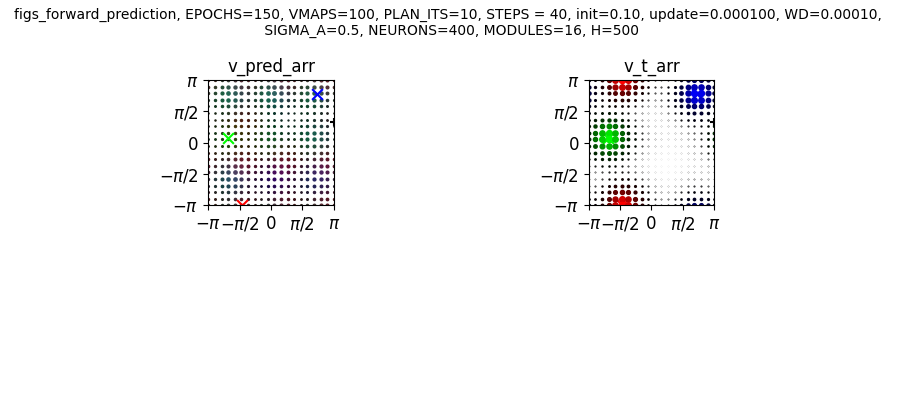 figs_forward_prediction, EPOCHS=150, VMAPS=100, PLAN_ITS=10, STEPS = 40, init=0.10, update=0.000100, WD=0.00010,
SIGMA_A=0.5, NEURONS=400, MODULES=16, H=500
v_pred_arr v_t_arr
π π
π/2 π/2
0 0
−π/2 −π/2
−π −π
−π −π/2 0 π/2 π −π −π/2 0 π/2 π